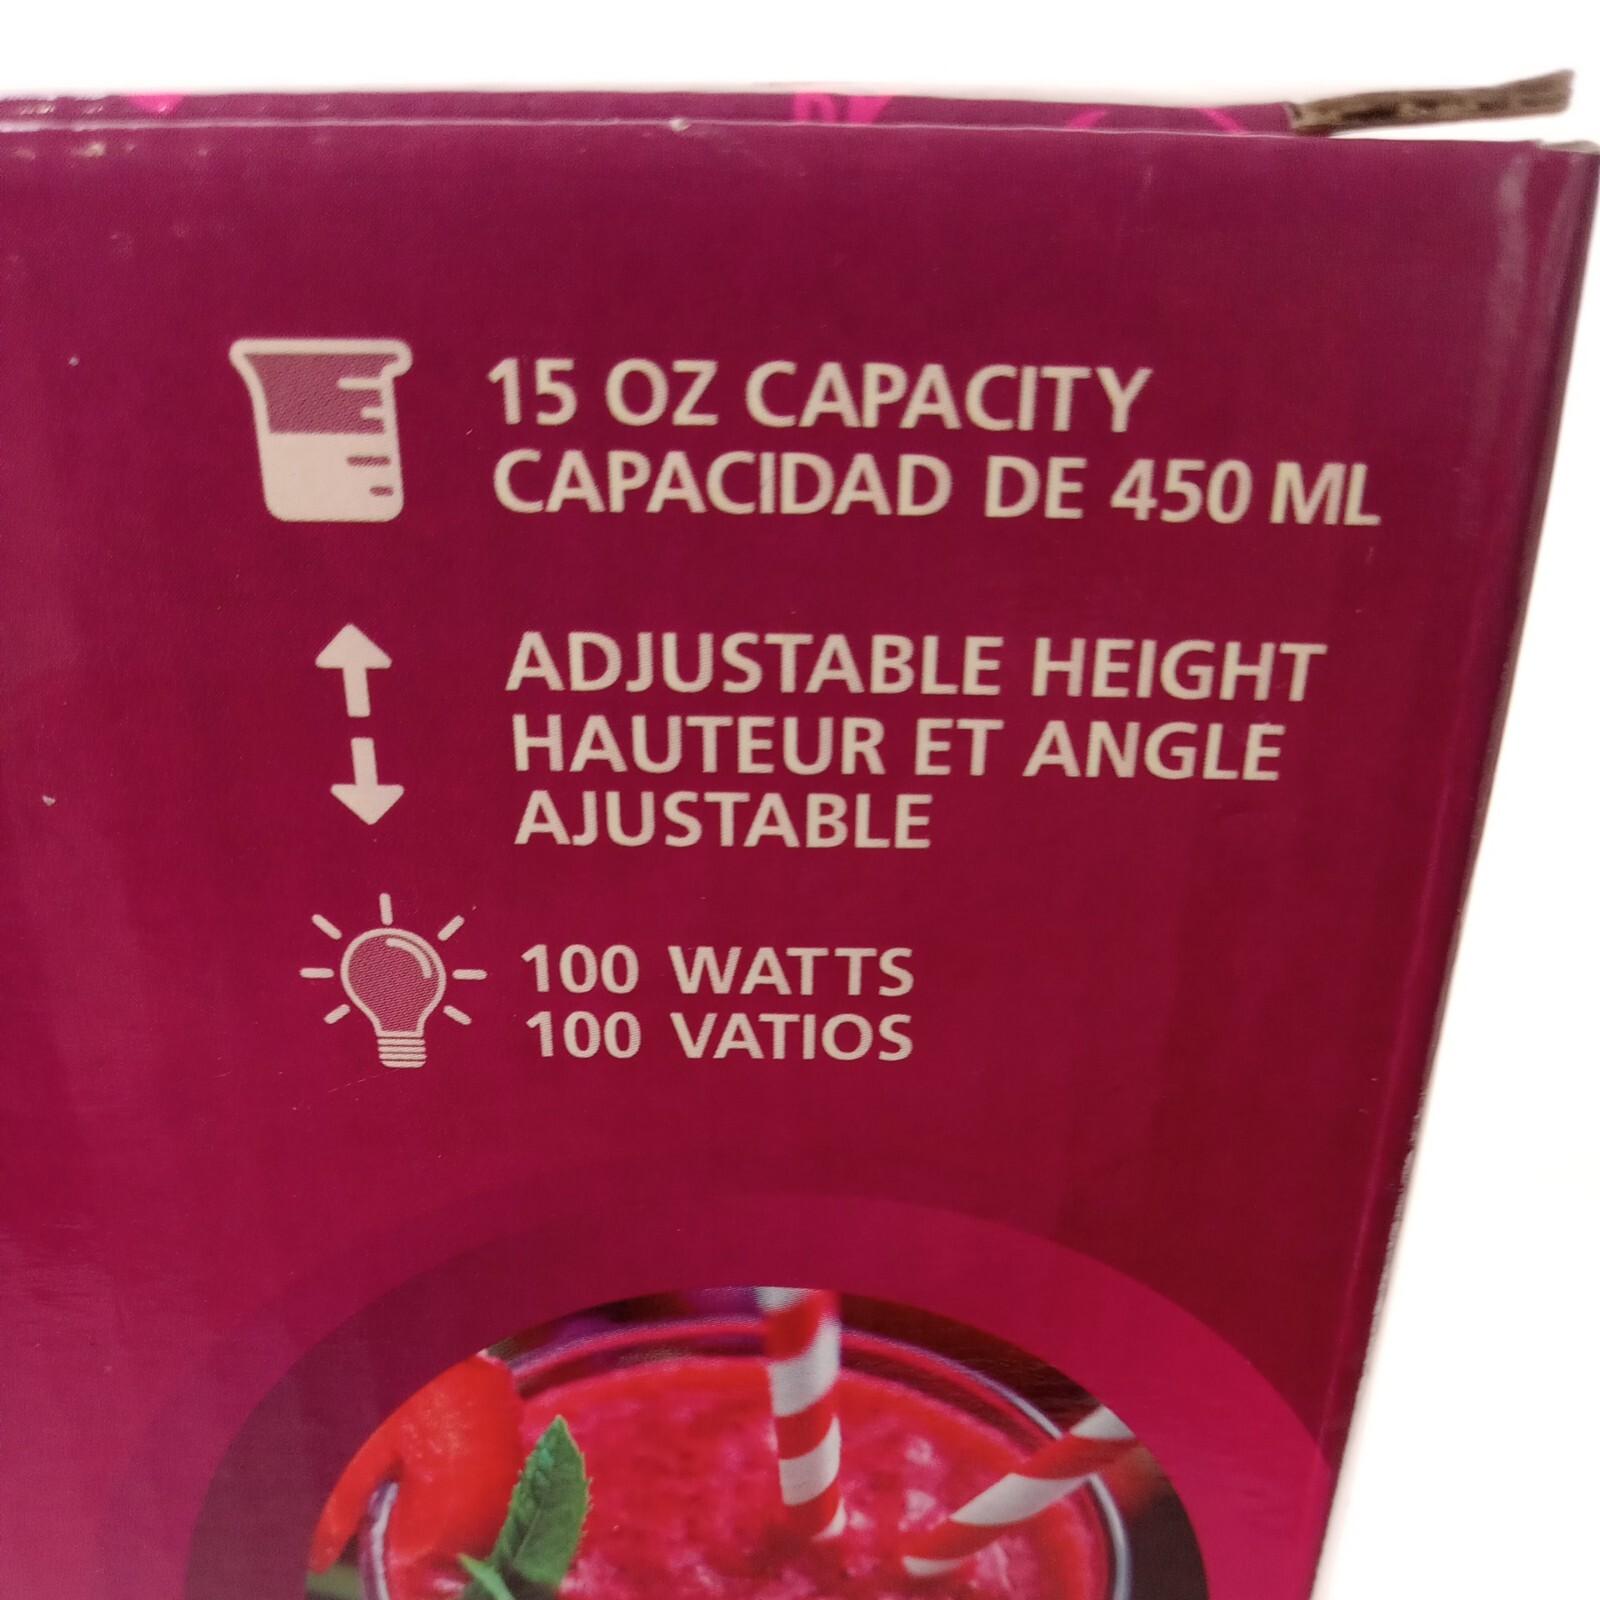 15 OZ CAPACITY
CAPACIDAD DE 450 ML
ADJUSTABLE HEIGHT
HAUTEUR ET ANGLE
AJUSTABLE
100 WATTS
100 VATIOS